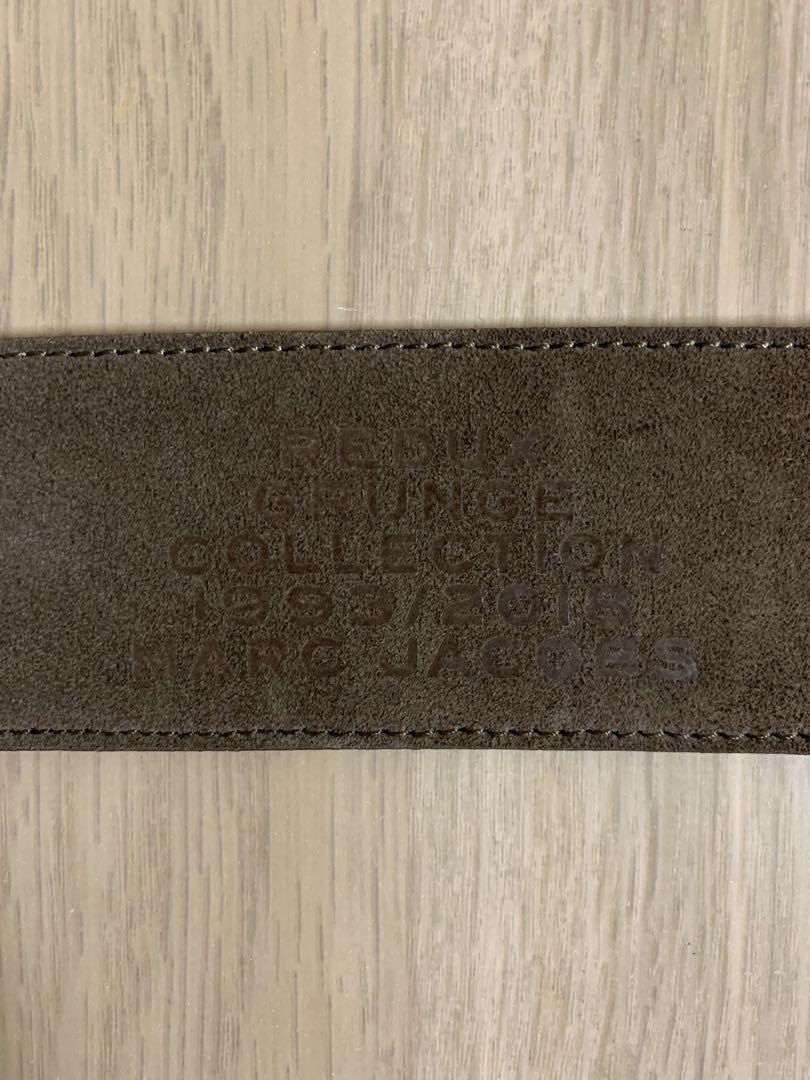 REDUX
GRUNGE
COLLECTION
1993/2018
MARC JACOBS